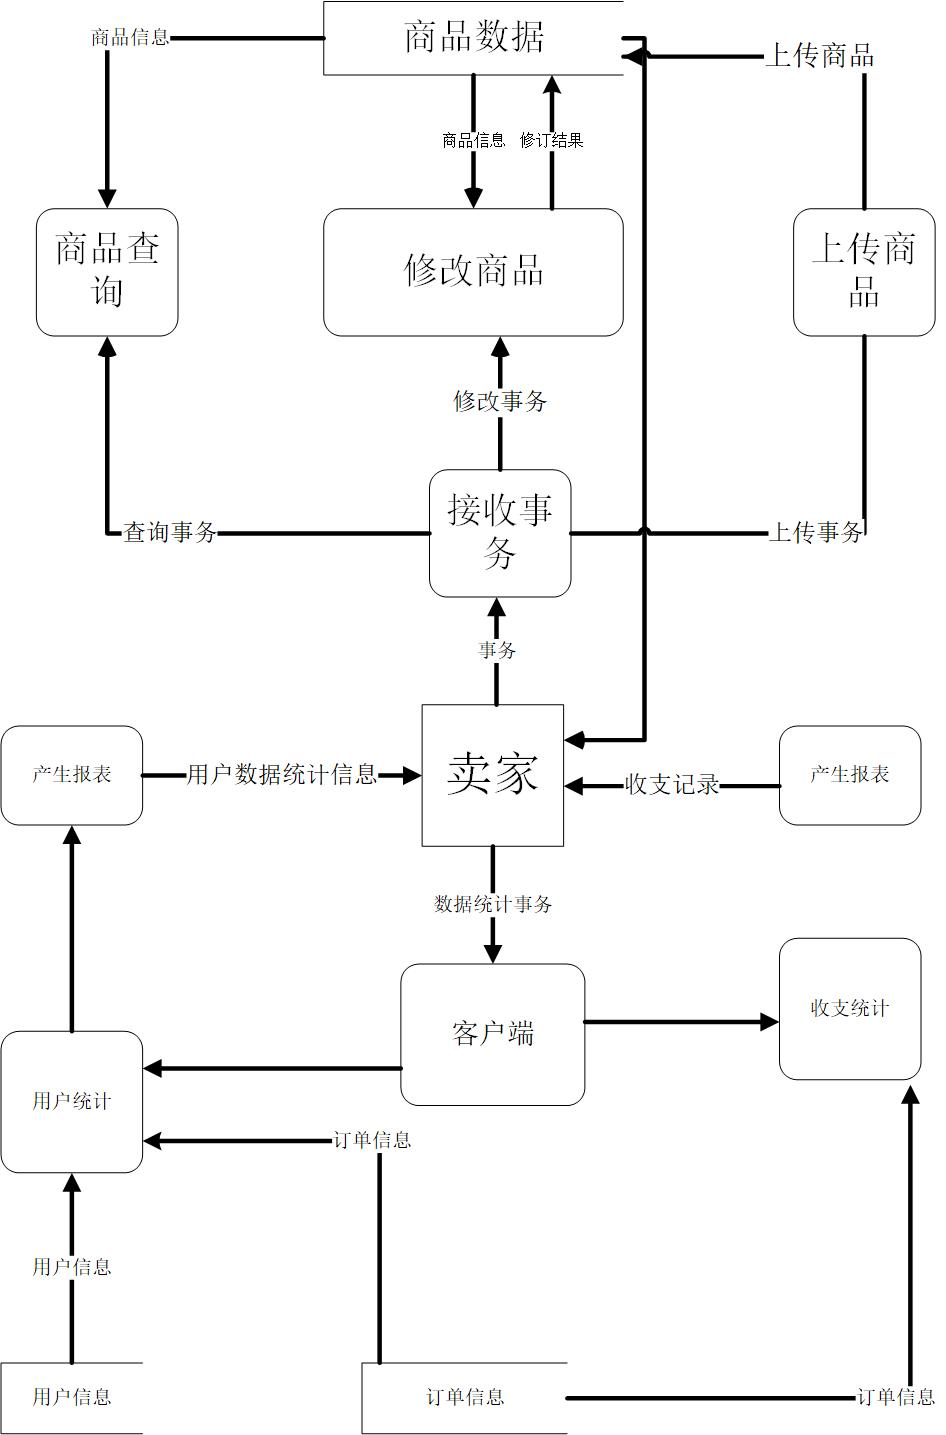 商品信息
商品数据
上传商品
商品信息
修订结果
商品查
询
修改商品
上传商
品
修改事务
接收事
务
查询事务
上传事务
事务
产生报表
用户数据统计信息
卖家
收支记录
产生报表
数据统计事务
客户端
收支统计
用户统计
订单信息
用户信息
用户信息
订单信息
订单信息